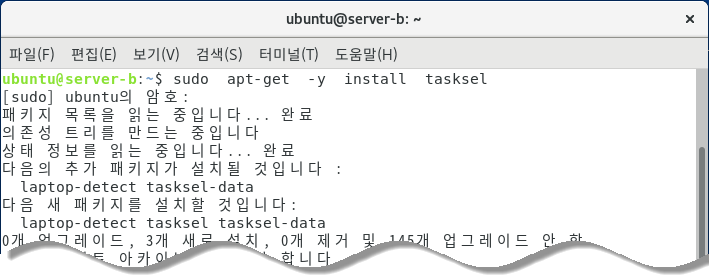 ubuntu@server-b: ~
파일(F) 편집(E) 보기(V) 검색(S) 터미널(T) 도움말(H)
ubuntu@server-b:~$ sudo apt-get -y install tasksel
[sudo] ubuntu의 암호:
패키지 목록을 읽는 중입니다... 완료
의존성 트리를 만드는 중입니다
상태 정보를 읽는 중입니다... 완료
다음의 추가 패키지가 설치될 것입니다 :
laptop-detect tasksel-data
다음 새 패키지를 설치할 것입니다:
laptop-detect tasksel tasksel-data
0개 업그레이드, 3개 새로 설치, 0개 제거 및 145개 업그레이드 안 함.
합니다